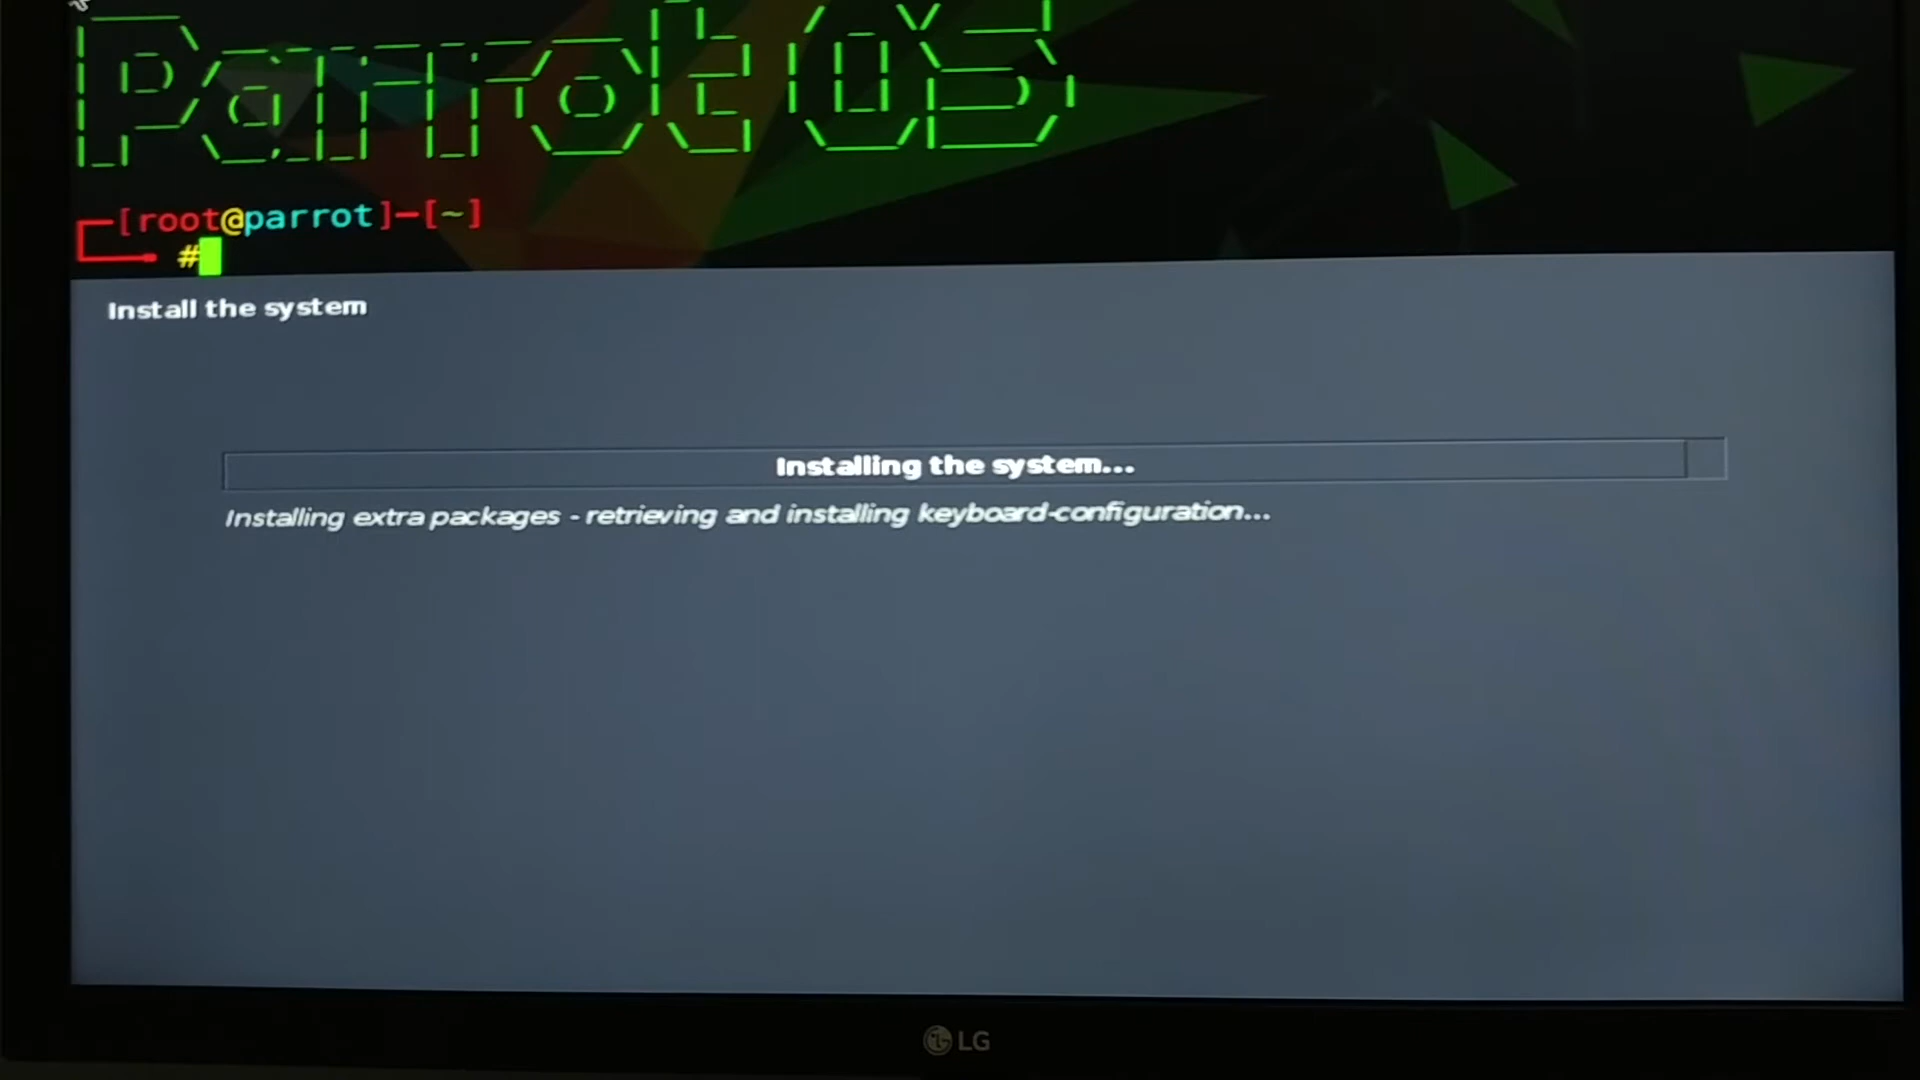 Parrot OS
[root@parrot]-[~]
#
Install the system
Installing the system...
Installing extra packages - retrieving and installing keyboard-configuration...
LG